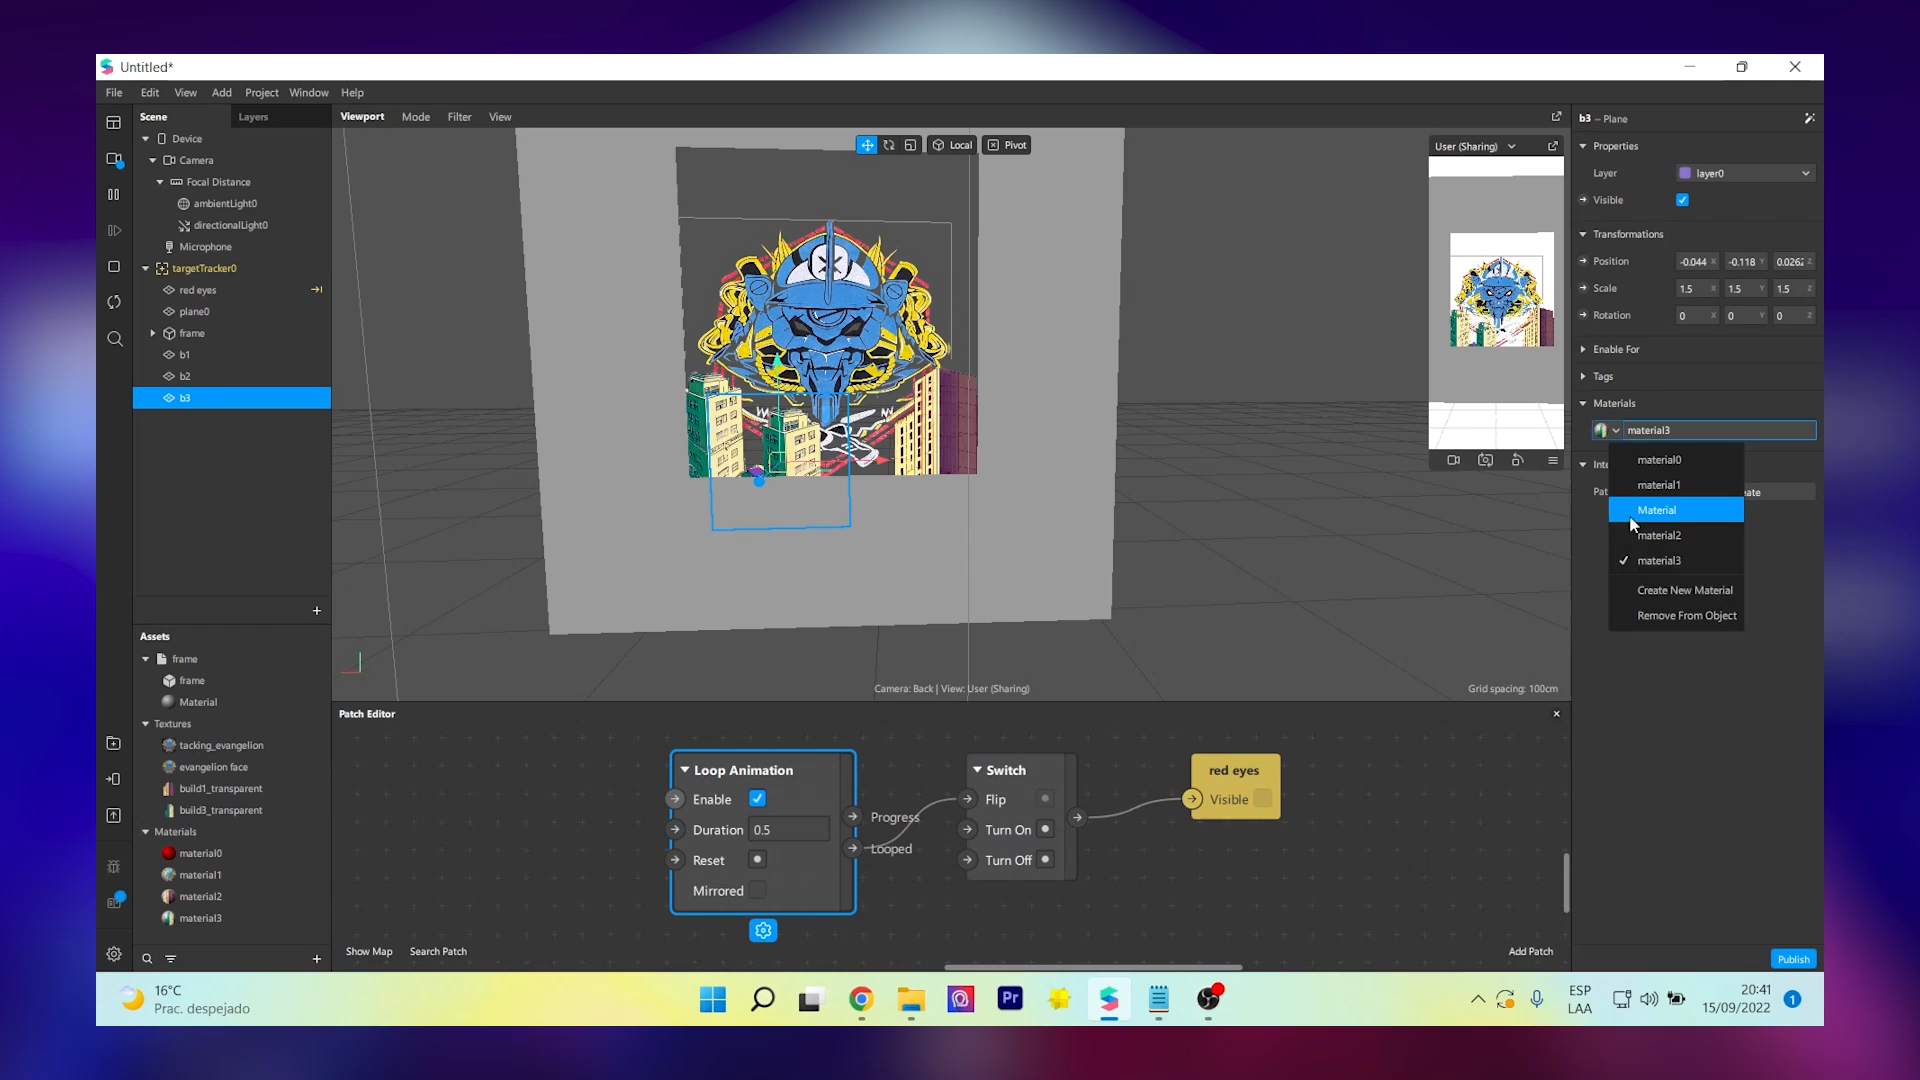 Untitled*
File Edit View Add Project Window Help
Scene Layers
Device
Camera
Focal Distance
ambientLight0
directionalLight0
Microphone
targetTracker0
red eyes
plane0
frame
b1
b2
b3
Assets
frame
frame
Material
Textures
tacking_evangelion
evangelion face
build1_transparent
build3_transparent
Materials
material0
material1
material2
material3
Viewport Mode Filter View
Local Pivot
User (Sharing)
Camera: Back | View: User (Sharing)
Grid spacing: 100cm
Patch Editor
Loop Animation
Enable
Duration 0.5
Reset
Mirrored
Progress
Looped
Switch
Flip
Turn On
Turn Off
red eyes
Visible
Show Map Search Patch
Add Patch
b3 – Plane
Properties
Layer layer0
Visible
Transformations
Position -0.044 X -0.118 Y 0.0262 Z
Scale 1.5 X 1.5 Y 1.5 Z
Rotation 0 X 0 Y 0 Z
Enable For
Tags
Materials
material3
material0
material1
Material
material2
material3
Create New Material
Remove From Object
Publish
16°C
Prac. despejado
Pr
ESP
LAA
20:41
15/09/2022
1